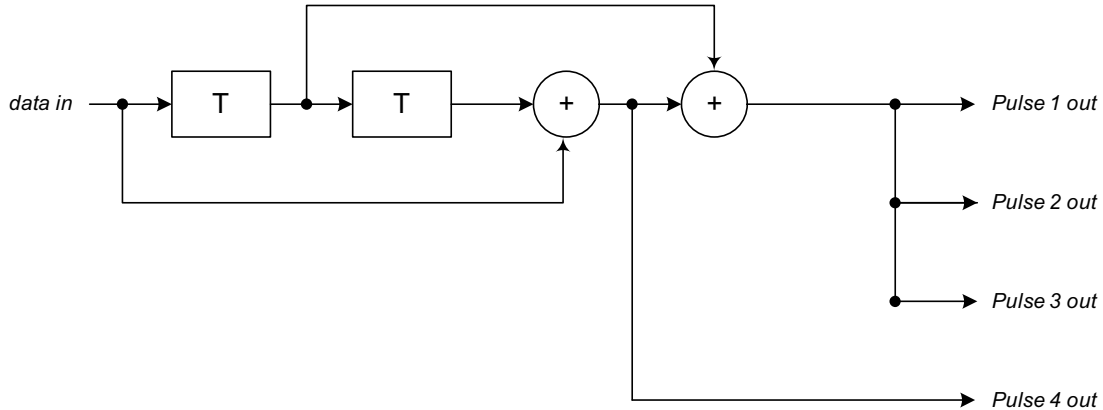 data in
T
T
+
+
Pulse 1 out
Pulse 2 out
Pulse 3 out
Pulse 4 out